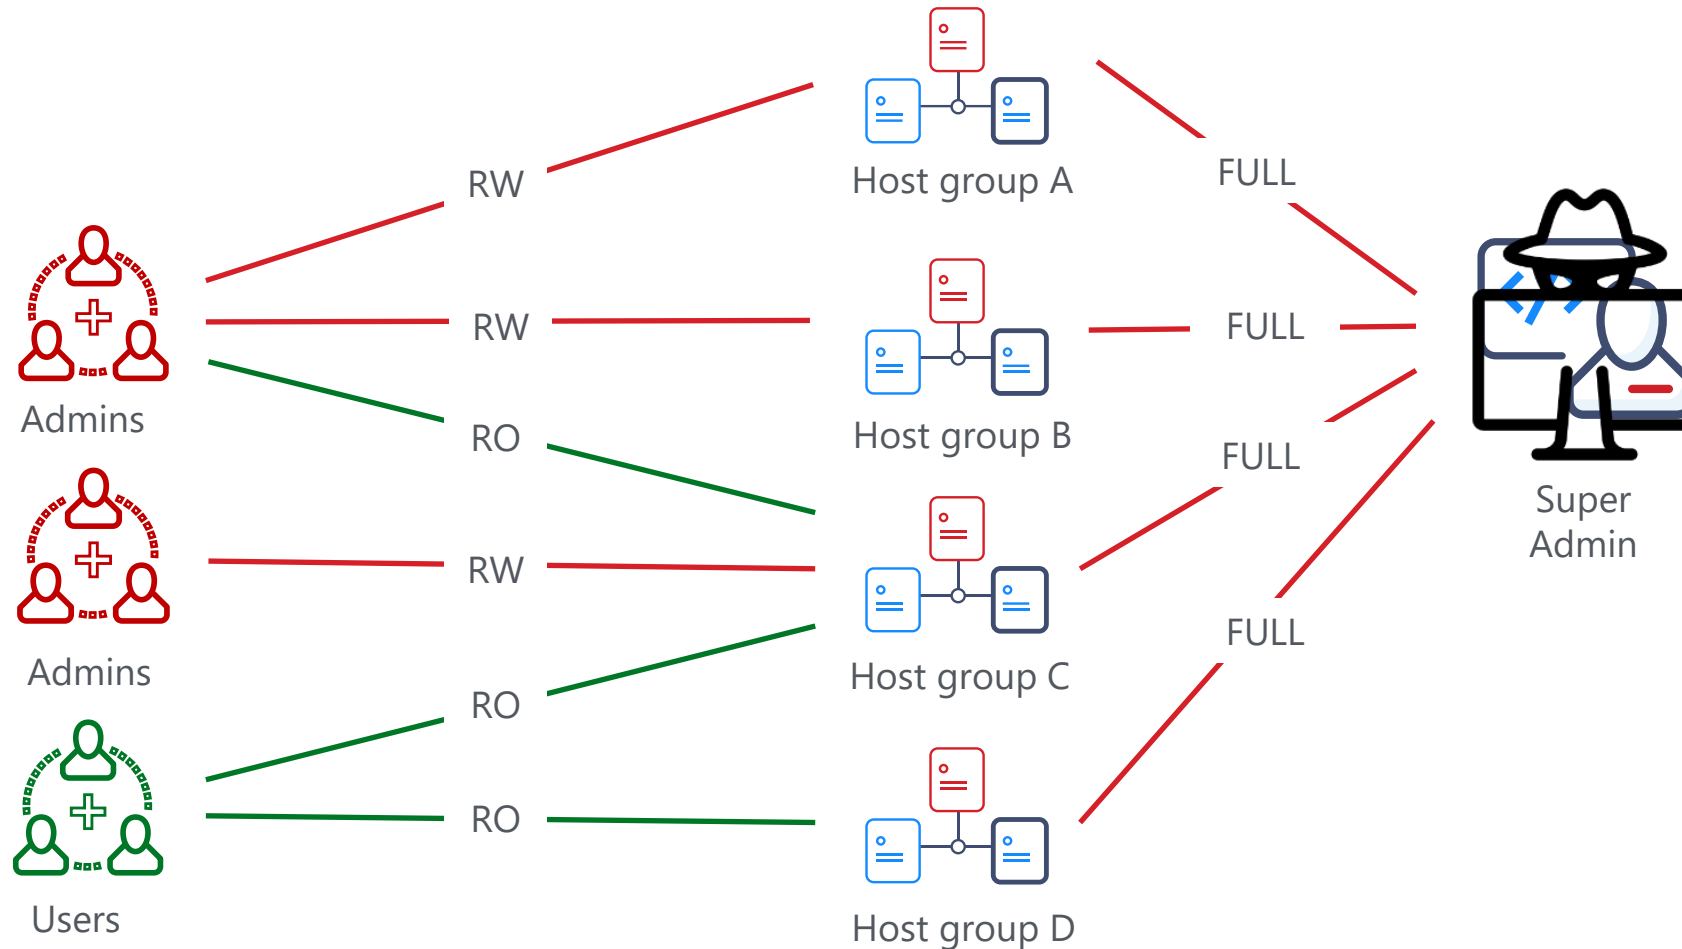 RW
Host group A
FULL
RW
Host group B
FULL
Admins
RO
FULL
Super
Admin
RW
Host group C
FULL
Admins
RO
RO
Host group D
Users